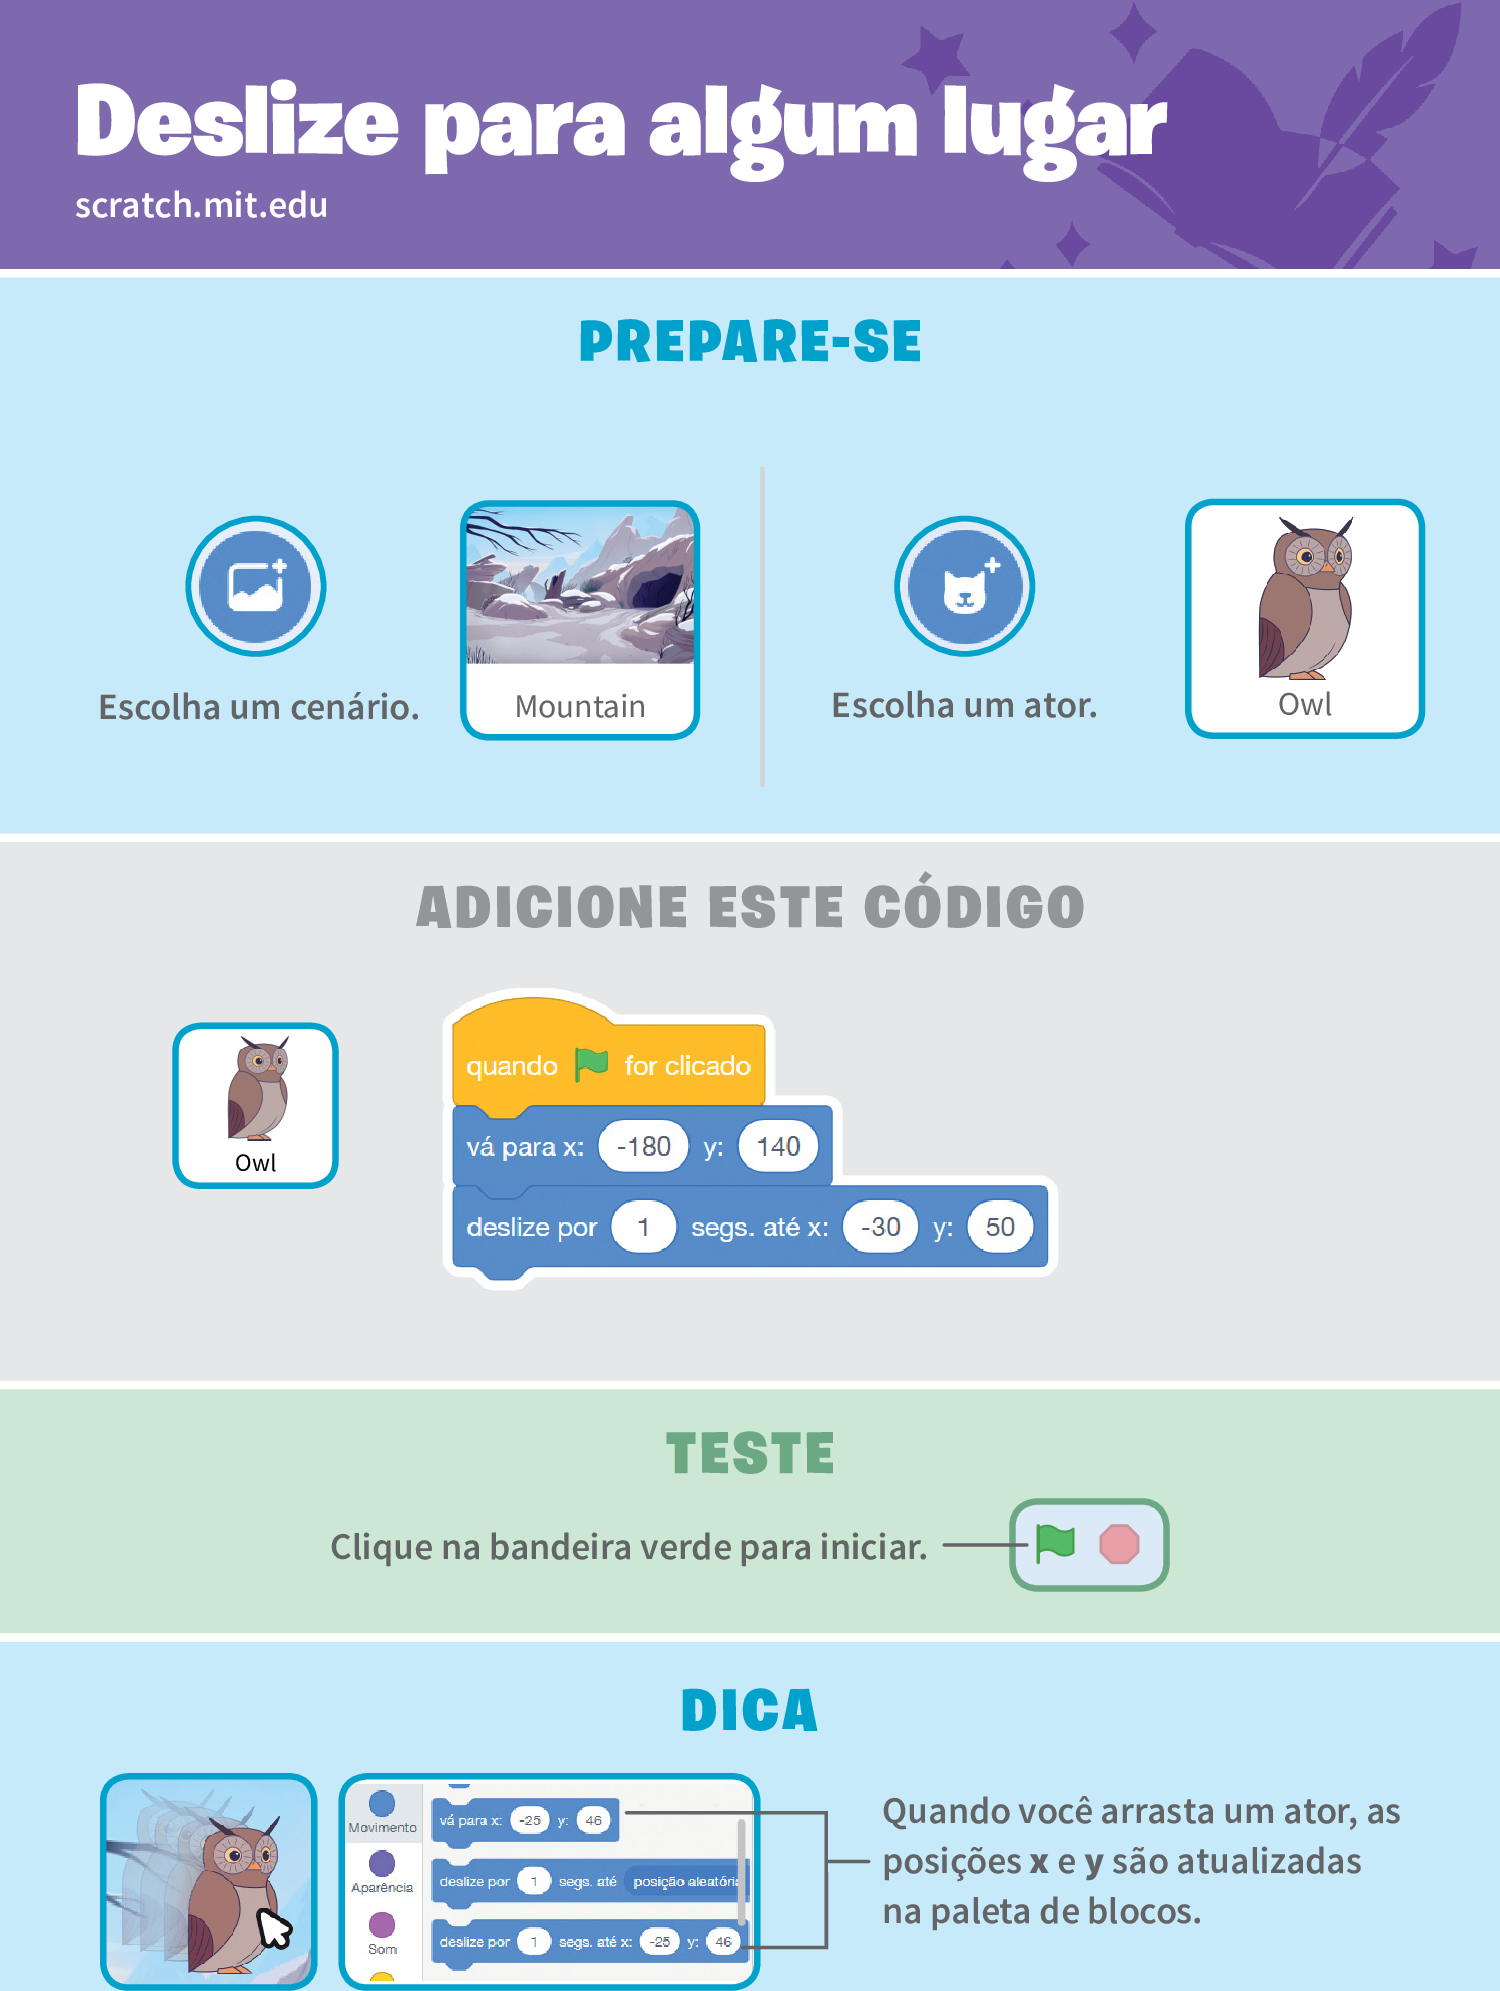 Deslize para algum lugar
scratch.mit.edu
PREPARE-SE
Escolha um cenário.
Mountain
Escolha um ator.
Owl
ADICIONE ESTE CÓDIGO
Owl
quando for clicado
vá para x: -180 y: 140
deslize por 1 segs. até x: -30 y: 50
TESTE
Clique na bandeira verde para iniciar.
DICA
Movimento
Aparência
Som
vá para x: -25 y: 46
deslize por 1 segs. até posição aleatória
deslize por 1 segs. até x: -25 y: 46
Quando você arrasta um ator, as
posições x e y são atualizadas
na paleta de blocos.